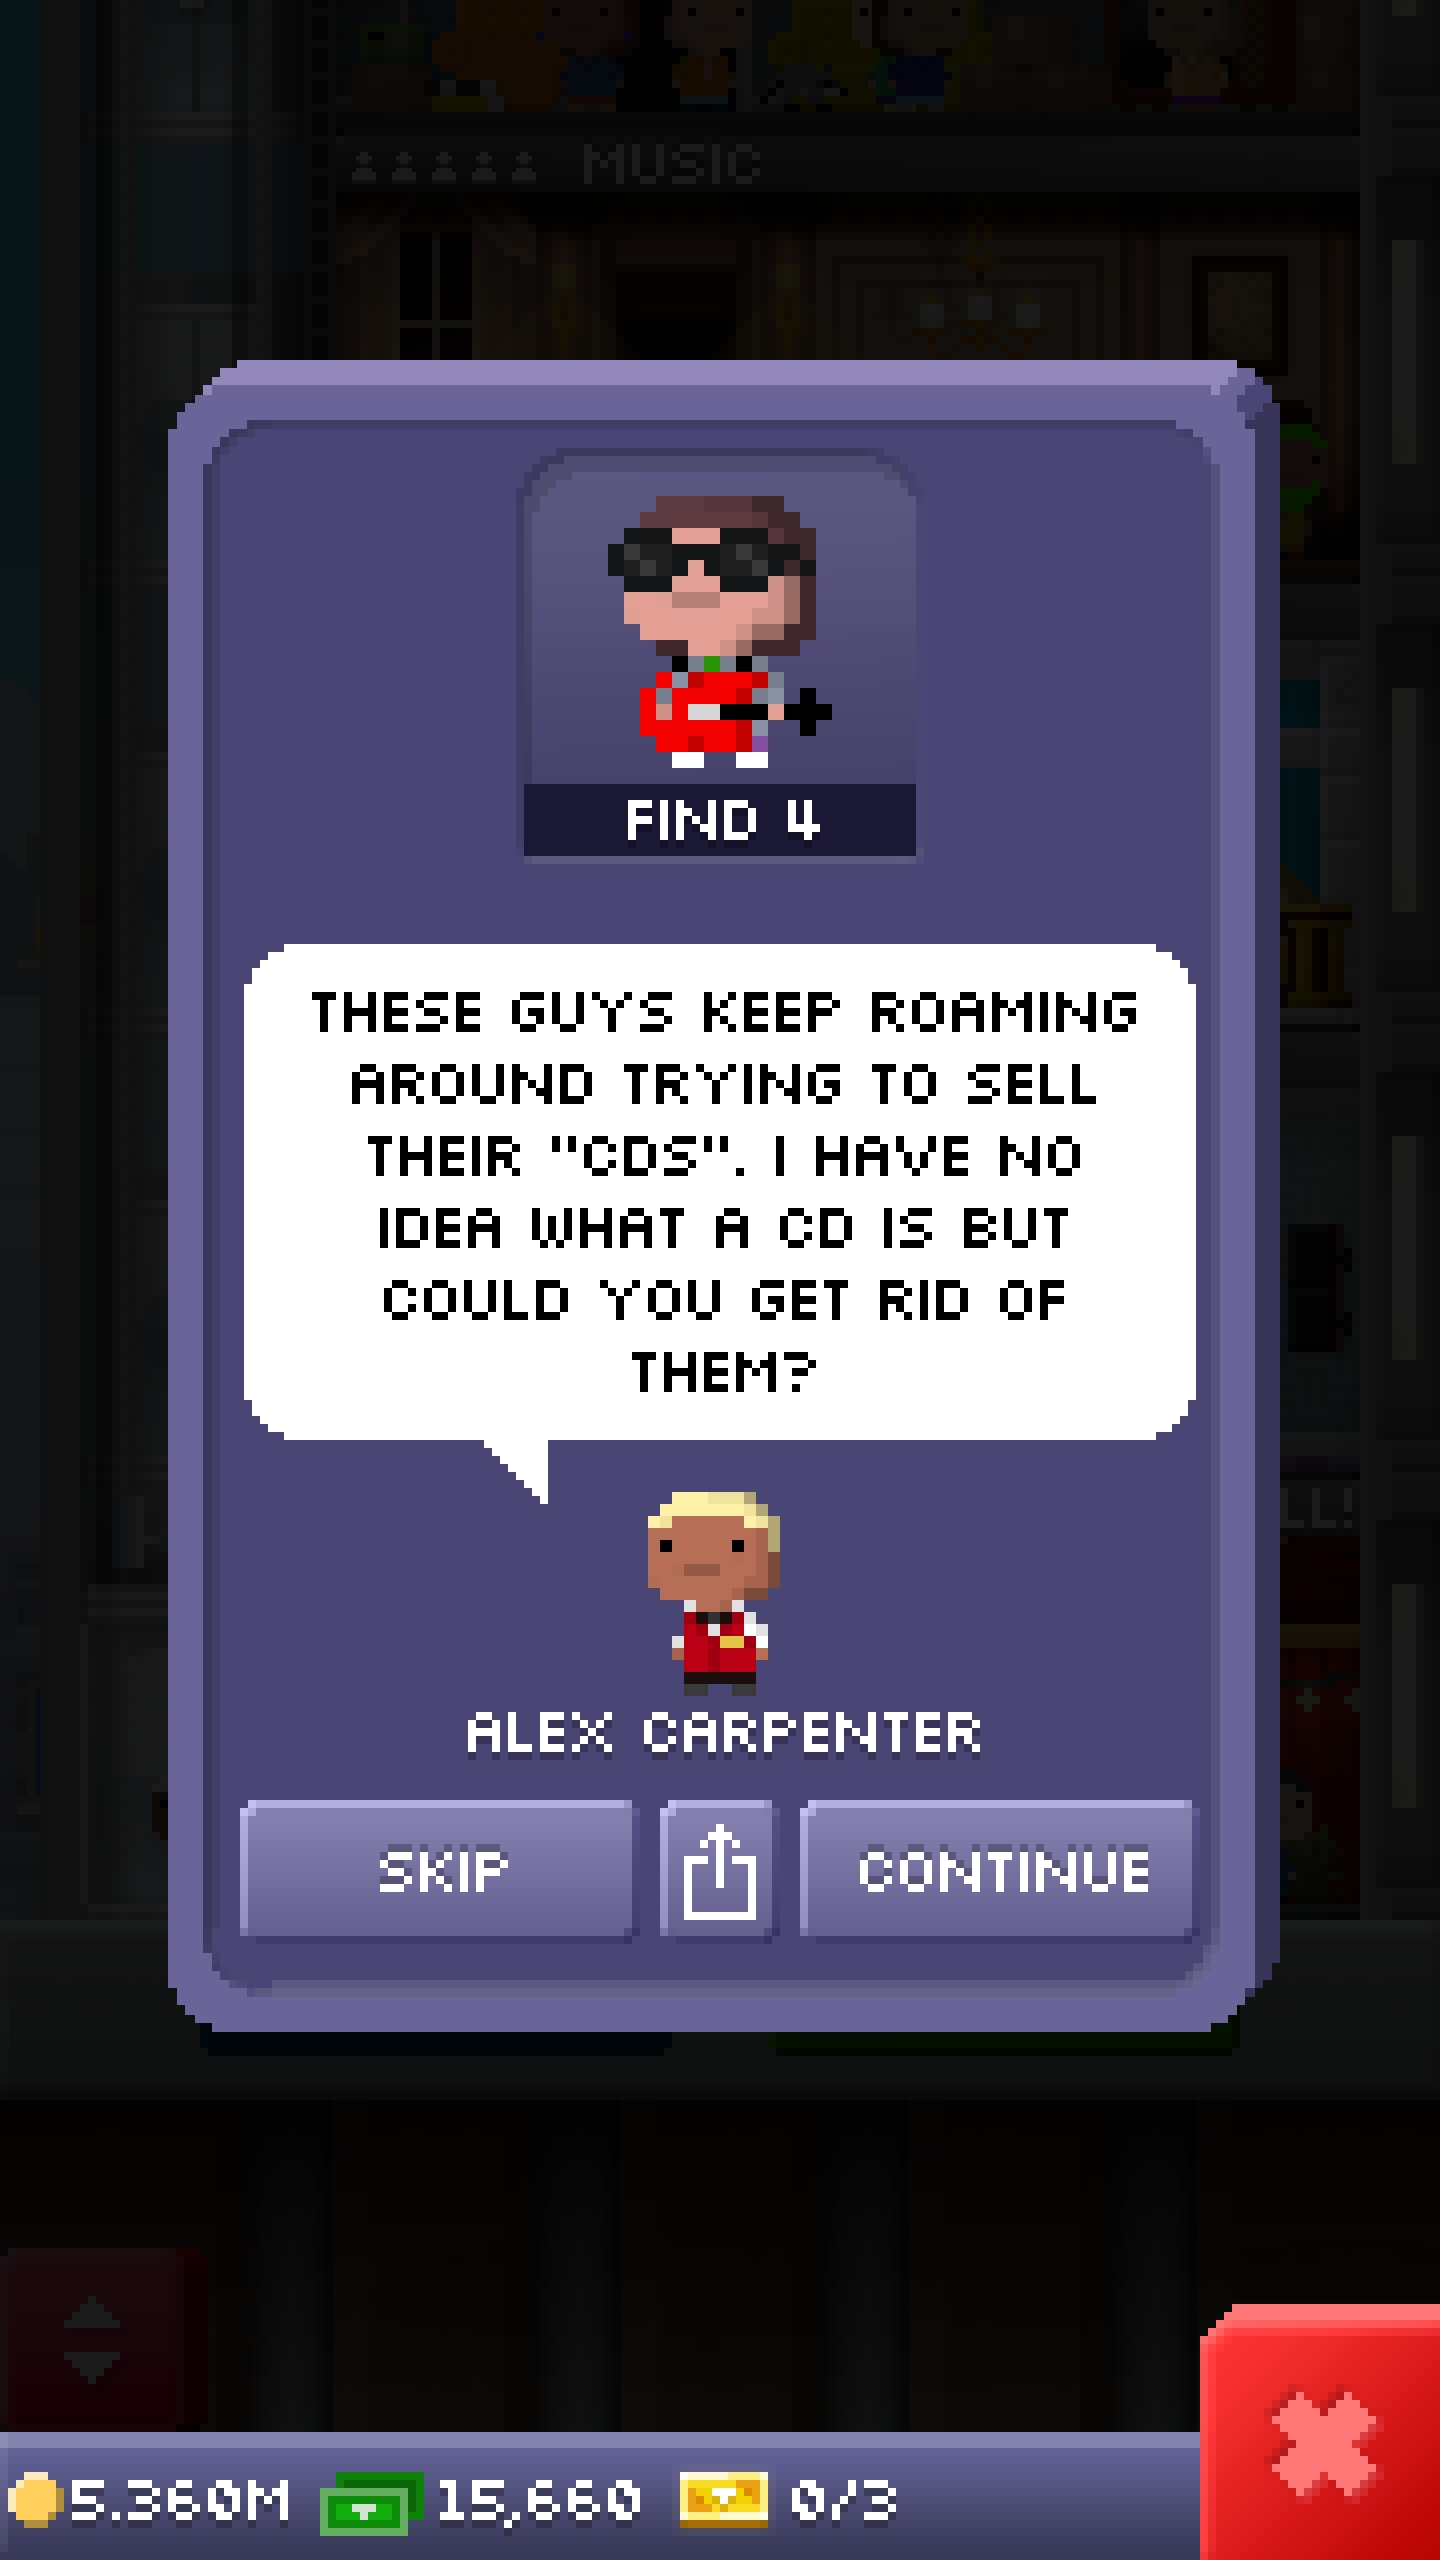 MUSIC
FIND 4
THESE GUYS KEEP ROAMING
AROUND TRYING TO SELL
THEIR "CDS". I HAVE NO
IDEA WHAT A CD IS BUT
COULD YOU GET RID OF
THEM?
LL!
ALEX CARPENTER
SKIP
CONTINUE
5.360M 15,660 0/3